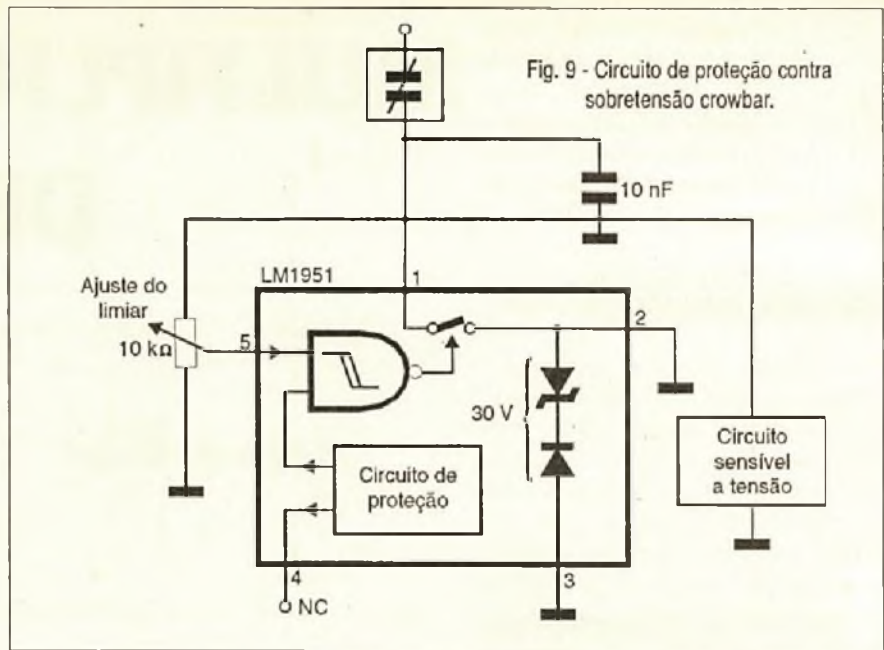 Fig. 9 - Circuito de proteção contra
sobretensão crowbar.
10 nF
LM1951
1
Ajuste do
limiar
10 kΩ
5
2
30 V
Circuito de
proteção
Circuito
sensível
a tensão
4
NC
3